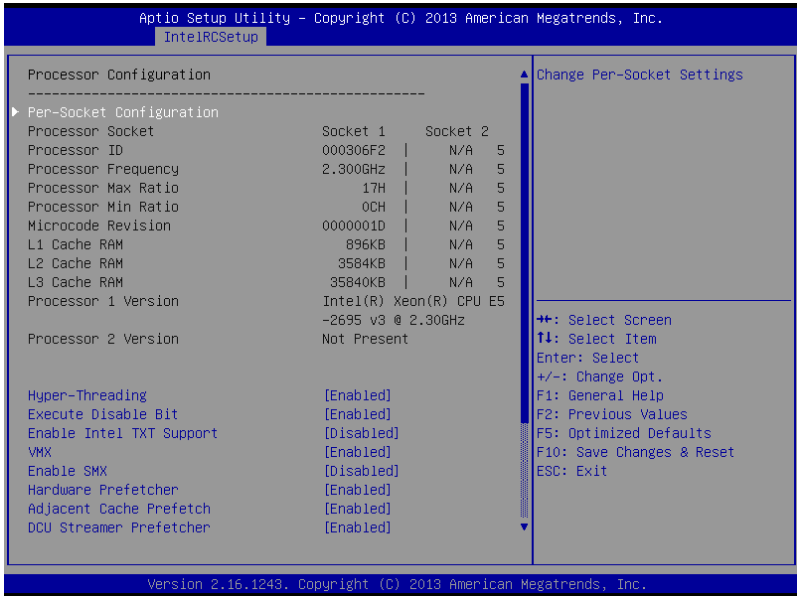 Aptio Setup Utility – Copyright (C) 2013 American Megatrends, Inc.
IntelRCSetup
Processor Configuration
--------------------------------------------------
Per-Socket Configuration
Processor Socket Socket 1 Socket 2
Processor ID 000306F2 | N/A 5
Processor Frequency 2.300GHz | N/A 5
Processor Max Ratio 17H | N/A 5
Processor Min Ratio 0CH | N/A 5
Microcode Revision 0000001D | N/A 5
L1 Cache RAM 896KB | N/A 5
L2 Cache RAM 3584KB | N/A 5
L3 Cache RAM 35840KB | N/A 5
Processor 1 Version Intel(R) Xeon(R) CPU E5
-2695 v3 @ 2.30GHz
Processor 2 Version Not Present
Hyper-Threading [Enabled]
Execute Disable Bit [Enabled]
Enable Intel TXT Support [Disabled]
VMX [Enabled]
Enable SMX [Disabled]
Hardware Prefetcher [Enabled]
Adjacent Cache Prefetch [Enabled]
DCU Streamer Prefetcher [Enabled]
Change Per-Socket Settings
→←: Select Screen
↑↓: Select Item
Enter: Select
+/-: Change Opt.
F1: General Help
F2: Previous Values
F5: Optimized Defaults
F10: Save Changes & Reset
ESC: Exit
Version 2.16.1243. Copyright (C) 2013 American Megatrends, Inc.